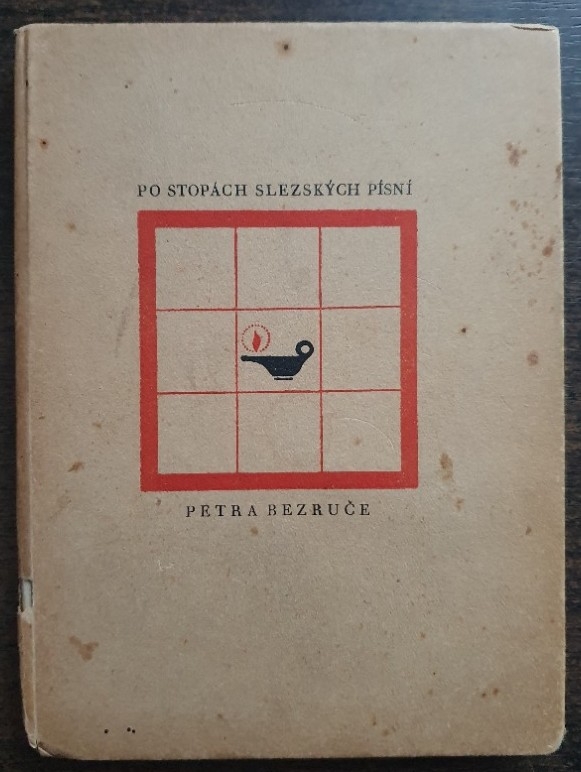 PO STOPÁCH SLEZSKÝCH PÍSNÍ
PETRA BEZRUČE